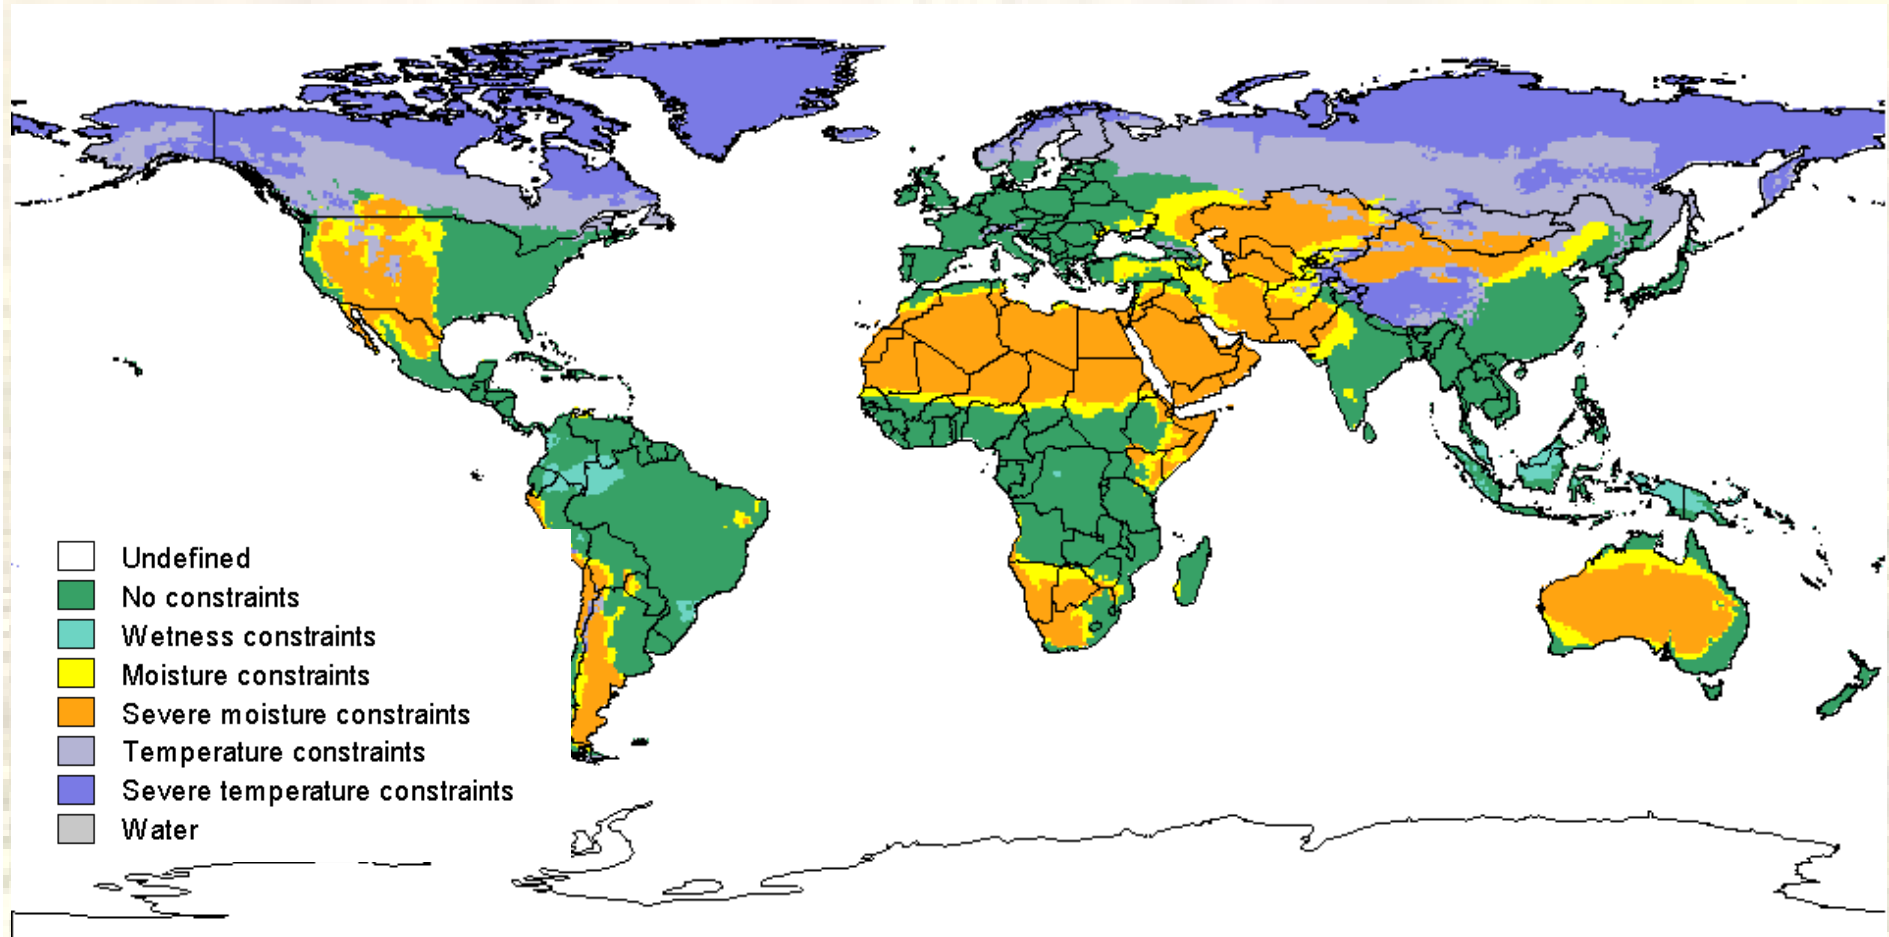 Undefined
No constraints
Wetness constraints
Moisture constraints
Severe moisture constraints
Temperature constraints
Severe temperature constraints
Water